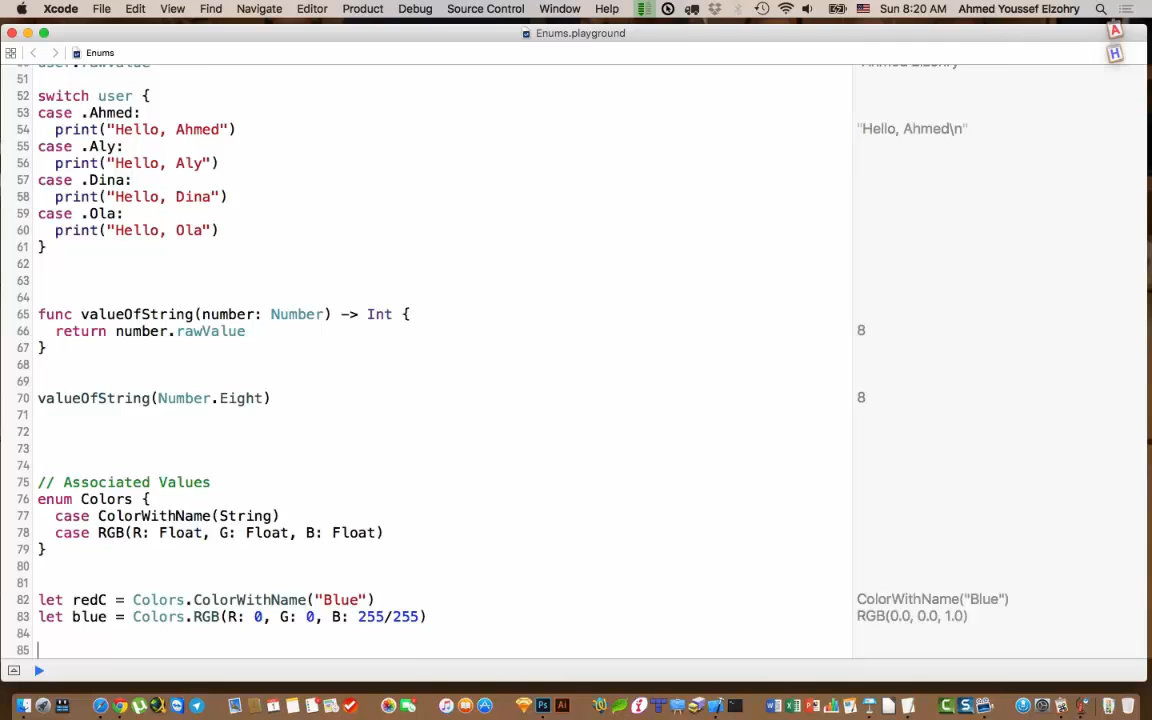 Xcode File Edit View Find Navigate Editor Product Debug Source Control Window Help Sun 8:20 AM Ahmed Youssef Elzohry
Enums.playground
Enums
51
52 switch user {
53 case .Ahmed:
54 print("Hello, Ahmed") "Hello, Ahmed\n"
55 case .Aly:
56 print("Hello, Aly")
57 case .Dina:
58 print("Hello, Dina")
59 case .Ola:
60 print("Hello, Ola")
61 }
62
63
64
65 func valueOfString(number: Number) -> Int {
66 return number.rawValue 8
67 }
68
69
70 valueOfString(Number.Eight) 8
71
72
73
74
75 // Associated Values
76 enum Colors {
77 case ColorWithName(String)
78 case RGB(R: Float, G: Float, B: Float)
79 }
80
81
82 let redC = Colors.ColorWithName("Blue") ColorWithName("Blue")
83 let blue = Colors.RGB(R: 0, G: 0, B: 255/255) RGB(0.0, 0.0, 1.0)
84
85